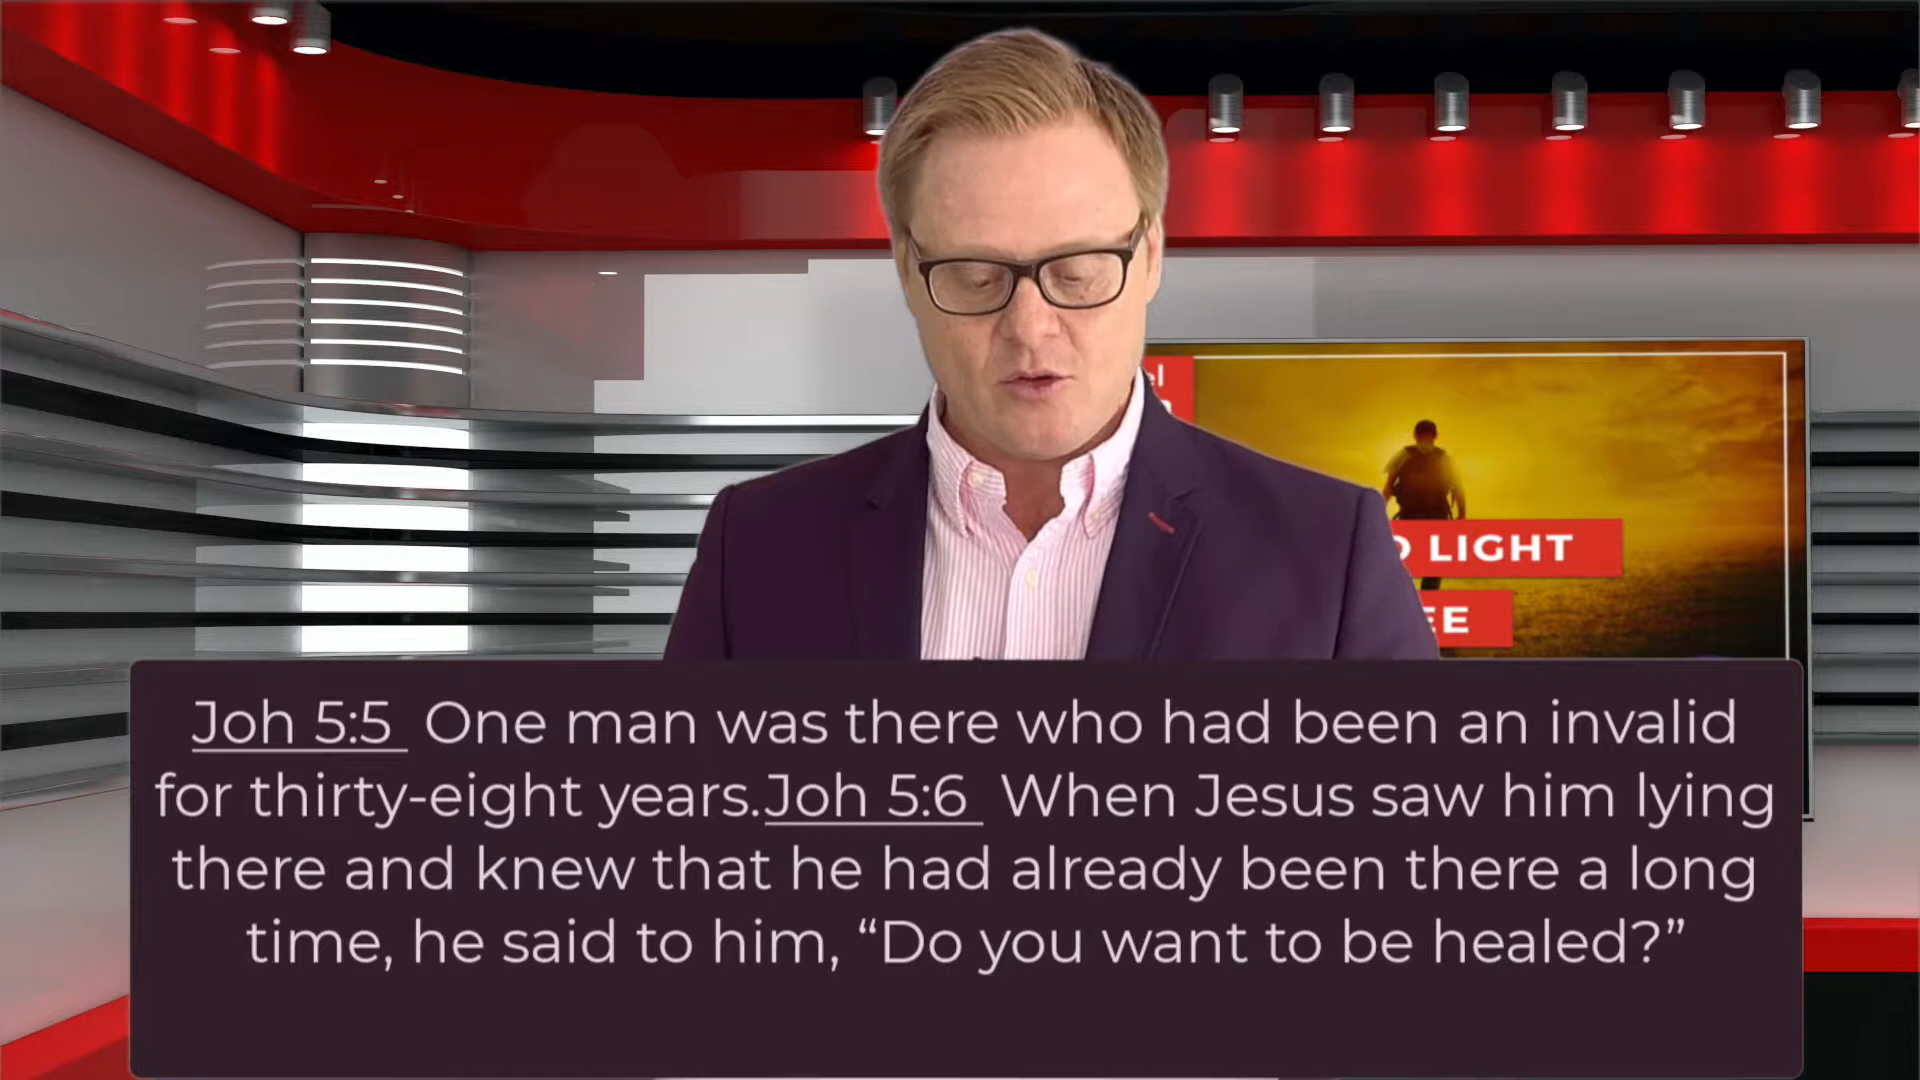 LIGHT
Joh 5:5 One man was there who had been an invalid
for thirty-eight years.Joh 5:6 When Jesus saw him lying
there and knew that he had already been there a long
time, he said to him, “Do you want to be healed?”